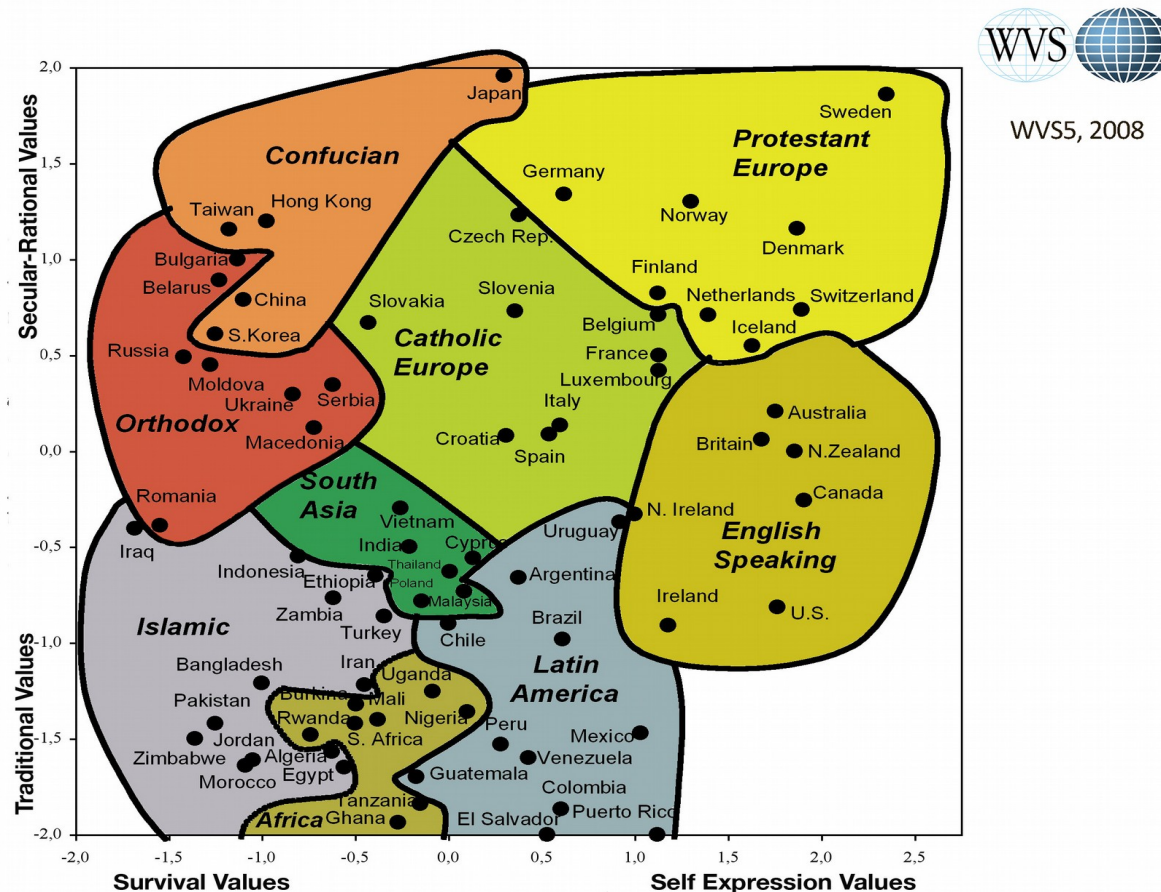 WVS
WVS5, 2008
Secular-Rational Values
Traditional Values
2,0
1,5
1,0
0,5
0,0
-0,5
-1,0
-1,5
-2,0
Japan
Sweden
Confucian
Protestant
Europe
Germany
Taiwan
Hong Kong
Norway
Czech Rep.
Denmark
Bulgaria
Finland
Belarus
China
Slovakia
Slovenia
Netherlands
Switzerland
S.Korea
Catholic
Europe
Belgium
Iceland
Russia
France
Moldova
Luxembourg
Ukraine
Serbia
Italy
Orthodox
Macedonia
Croatia
Spain
Australia
Britain
N.Zealand
South
Asia
Romania
Canada
Vietnam
N. Ireland
Uruguay
English
Speaking
Iraq
India
Cyprus
Indonesia
Thailand
Ethiopia
Poland
Argentina
Malaysia
Zambia
Ireland
U.S.
Islamic
Turkey
Chile
Brazil
Bangladesh
Iran
Latin
America
Uganda
Pakistan
Burkina
Mali
Rwanda
Nigeria
Peru
Jordan
S. Africa
Mexico
Zimbabwe
Algeria
Venezuela
Morocco
Egypt
Guatemala
Colombia
Tanzania
Africa
Ghana
El Salvador
Puerto Rico
-2,0
-1,5
-1,0
-0,5
0,0
0,5
1,0
1,5
2,0
2,5
Survival Values
Self Expression Values